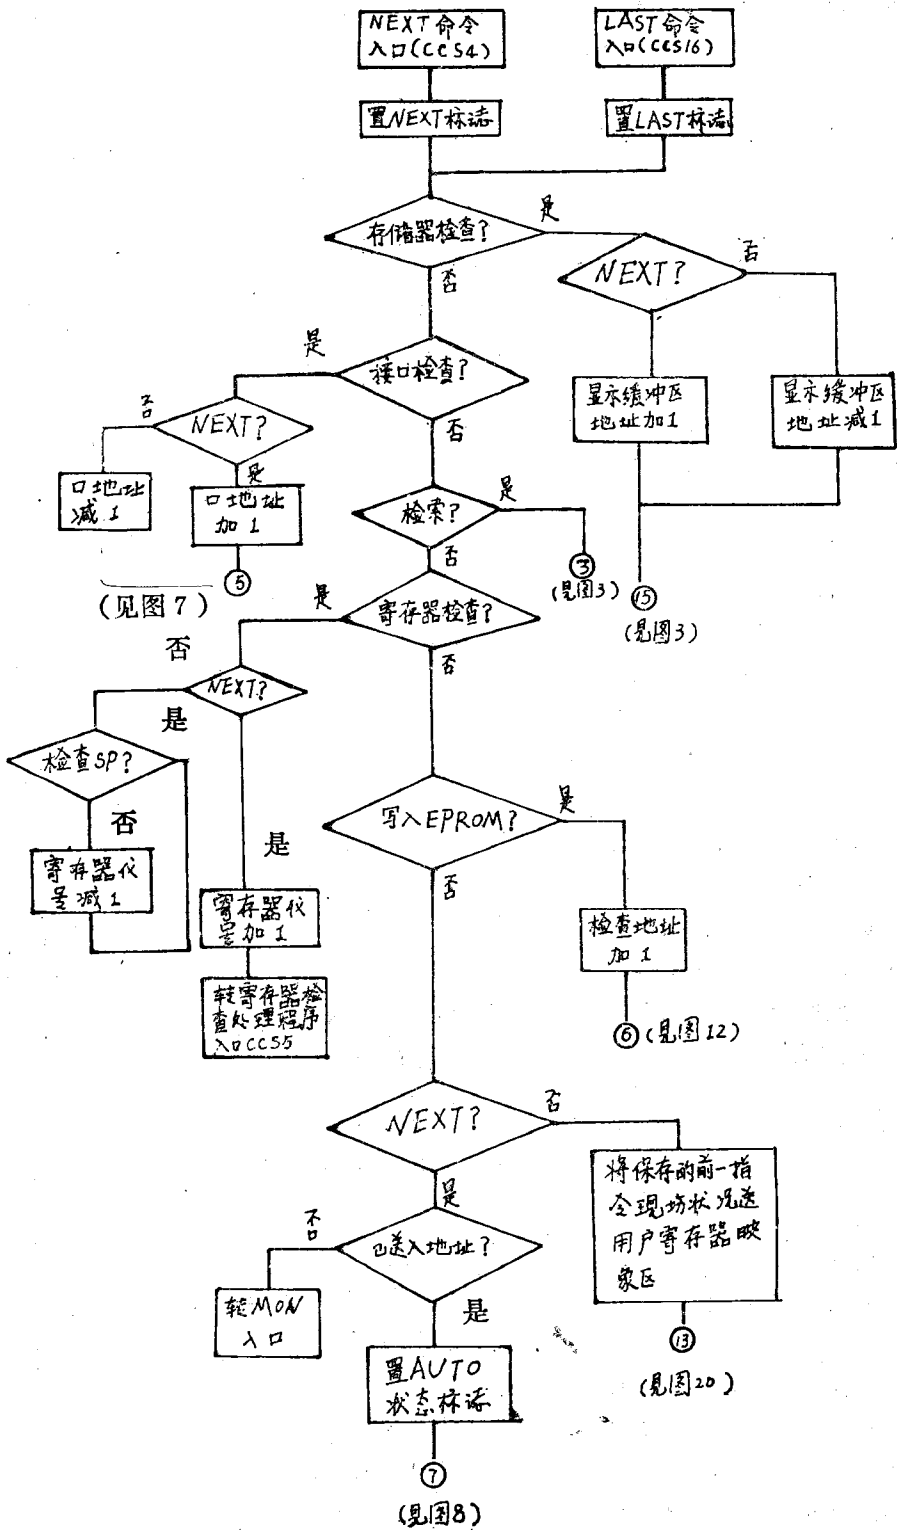 NEXT命令
入口(CCS4)
LAST命令
入口(CCS16)
置NEXT标志
置LAST标志
存储器检查?
是
否
NEXT?
否
显示缓冲区
地址加1
显示缓冲区
地址减1
15
(见图3)
接口检查?
是
否
NEXT?
否
是
口地址
减1
口地址
加1
5
(见图7)
检索?
是
否
3
(见图3)
寄存器检查?
是
否
NEXT?
否
是
检查SP?
否
寄存器仪
号减1
是
寄存器仪
号加1
转寄存器检
查处理程序
入口CCS5
写入EPROM?
是
否
检查地址
加1
6
(见图12)
NEXT?
否
是
将保存的前一指
令现场状况送
用户寄存器映
象区
13
(见图20)
已送入地址?
否
是
转MON
入口
置AUTO
状态标志
7
(见图8)